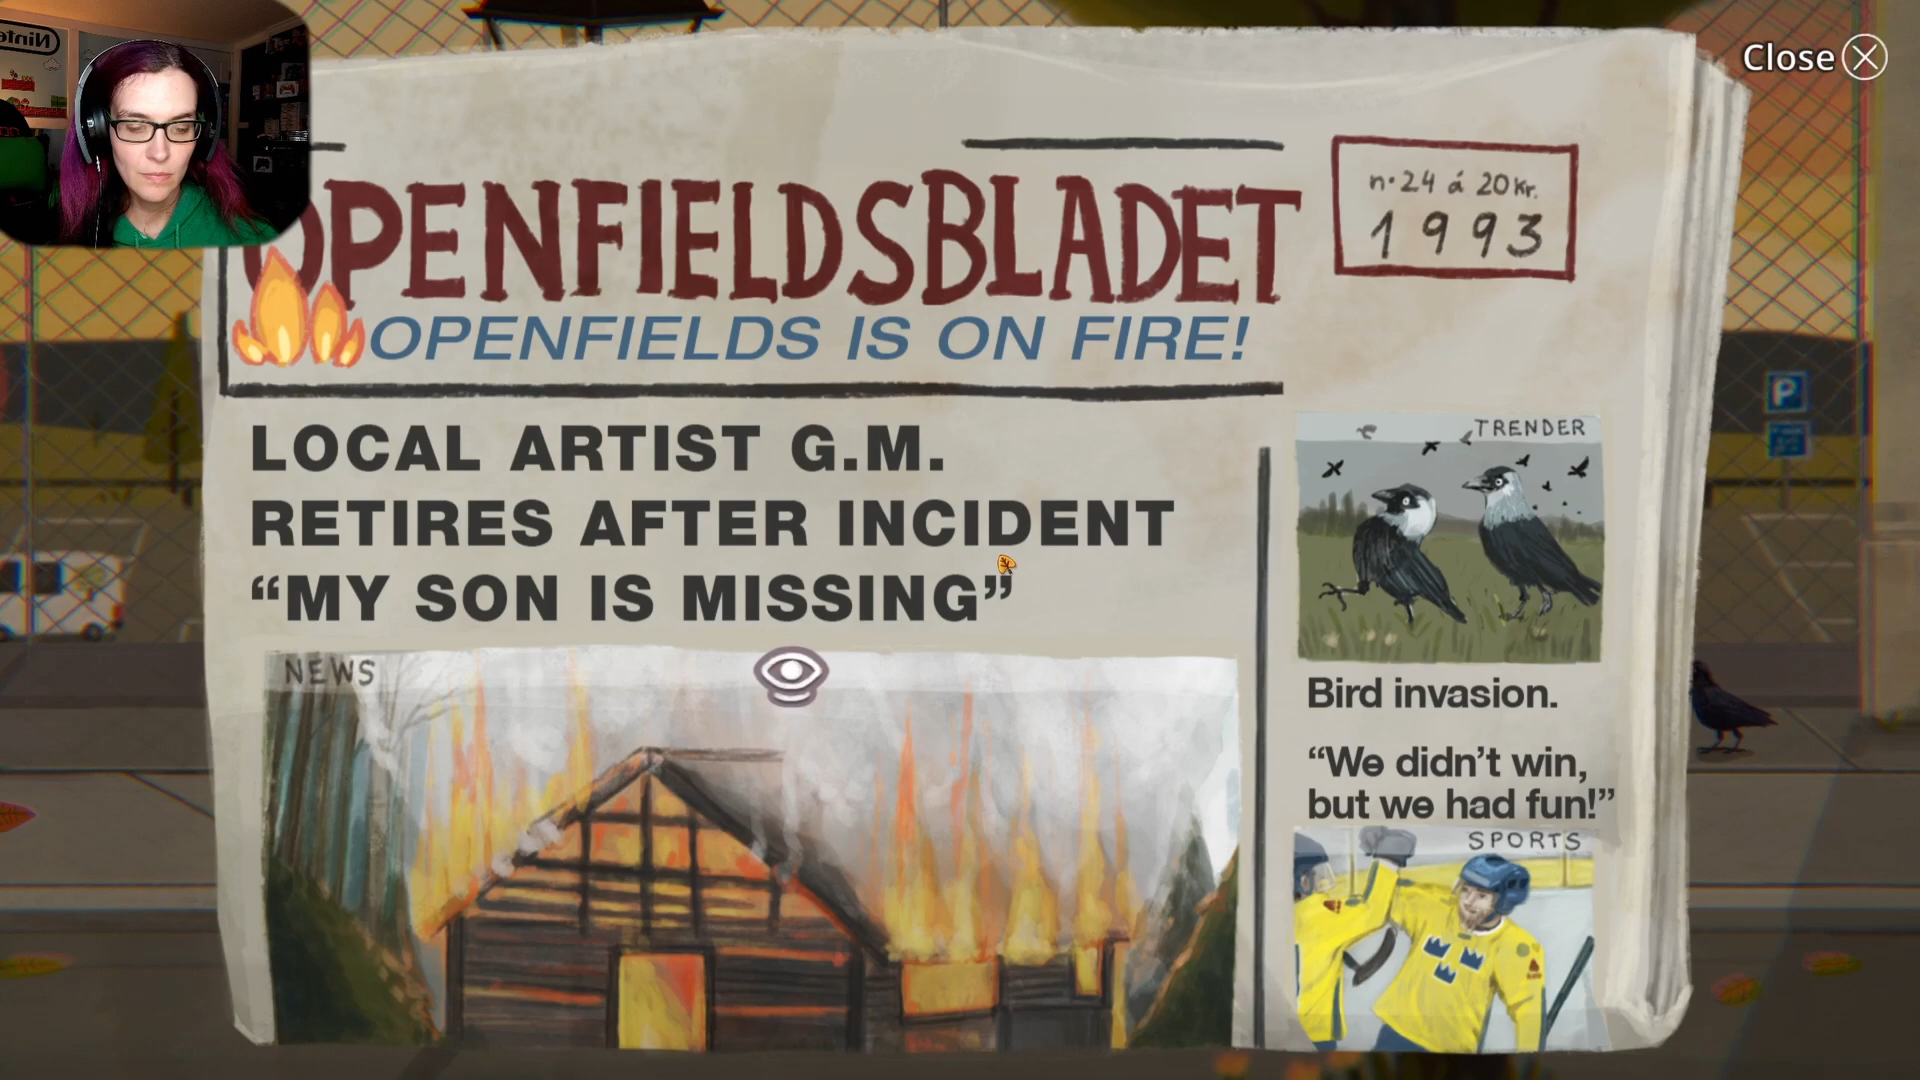 Close
OPENFIELDSBLADET
n·24 á 20 kr.
1993
OPENFIELDS IS ON FIRE!
LOCAL ARTIST G.M.
RETIRES AFTER INCIDENT
“MY SON IS MISSING”
NEWS
TRENDER
Bird invasion.
“We didn’t win,
but we had fun!”
SPORTS
P